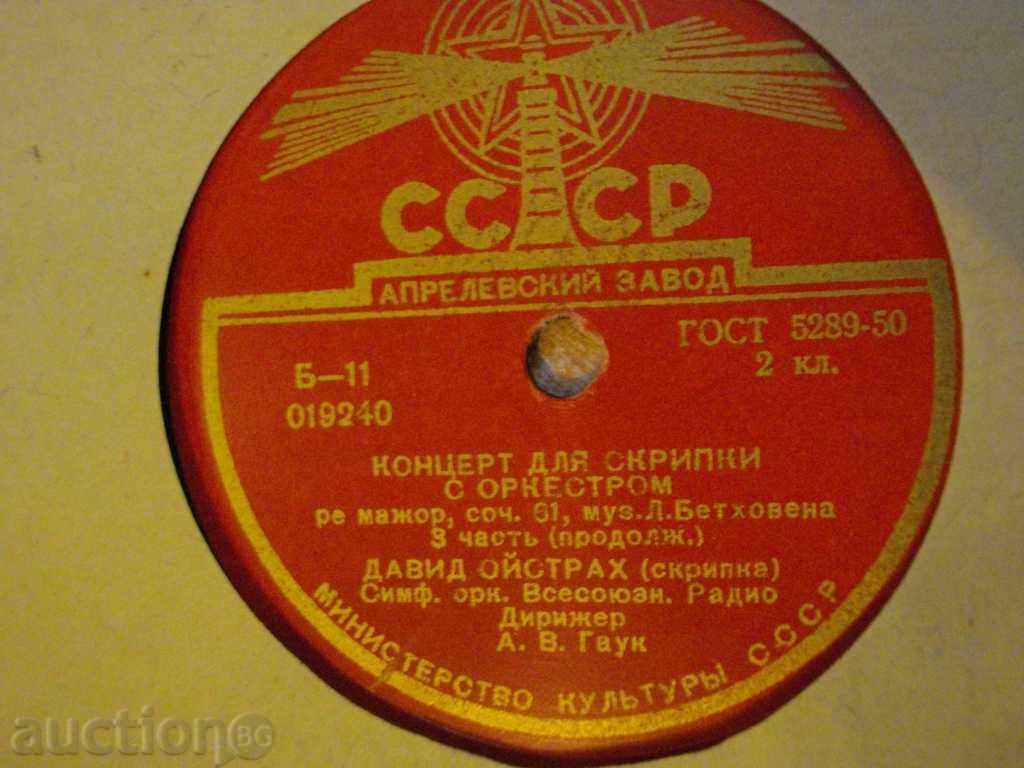 СССР
АПРЕЛЕВСКИЙ ЗАВОД
ГОСТ 5289-50
2 кл.
Б—11
019240
КОНЦЕРТ ДЛЯ СКРИПКИ
С ОРКЕСТРОМ
ре мажор, соч. 61, муз.Л.Бетховена
3 часть (продолж.)
ДАВИД ОЙСТРАХ (скрипка)
Симф. орк. Всесоюзн. Радио
Дирижер
А. В. Гаук
МИНИСТЕРСТВО КУЛЬТУРЫ СССР
auction BG